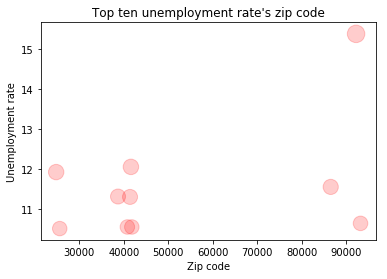 Top ten unemployment rate's zip code
Unemployment rate
15
14
13
12
11
30000 40000 50000 60000 70000 80000 90000
Zip code